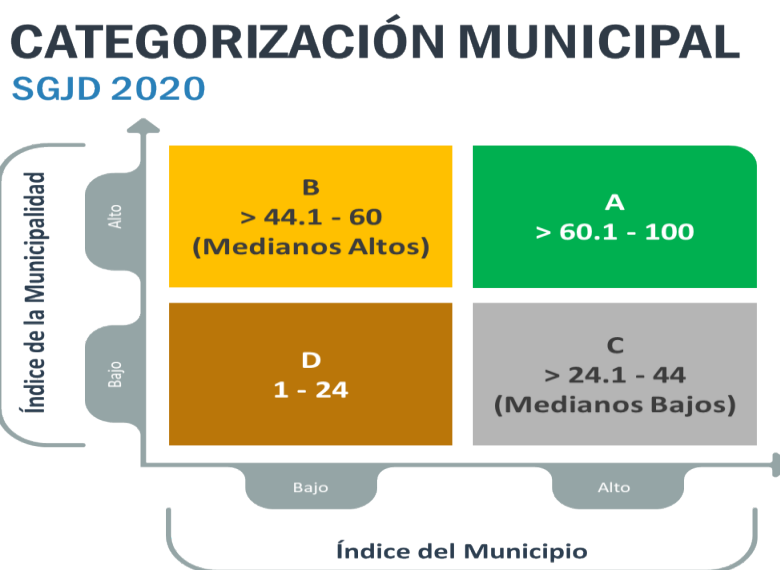 CATEGORIZACIÓN MUNICIPAL
SGJD 2020
Índice de la Municipalidad
Alto
B
> 44.1 - 60
(Medianos Altos)
A
> 60.1 - 100
Bajo
D
1 - 24
C
> 24.1 - 44
(Medianos Bajos)
Bajo
Alto
Índice del Municipio